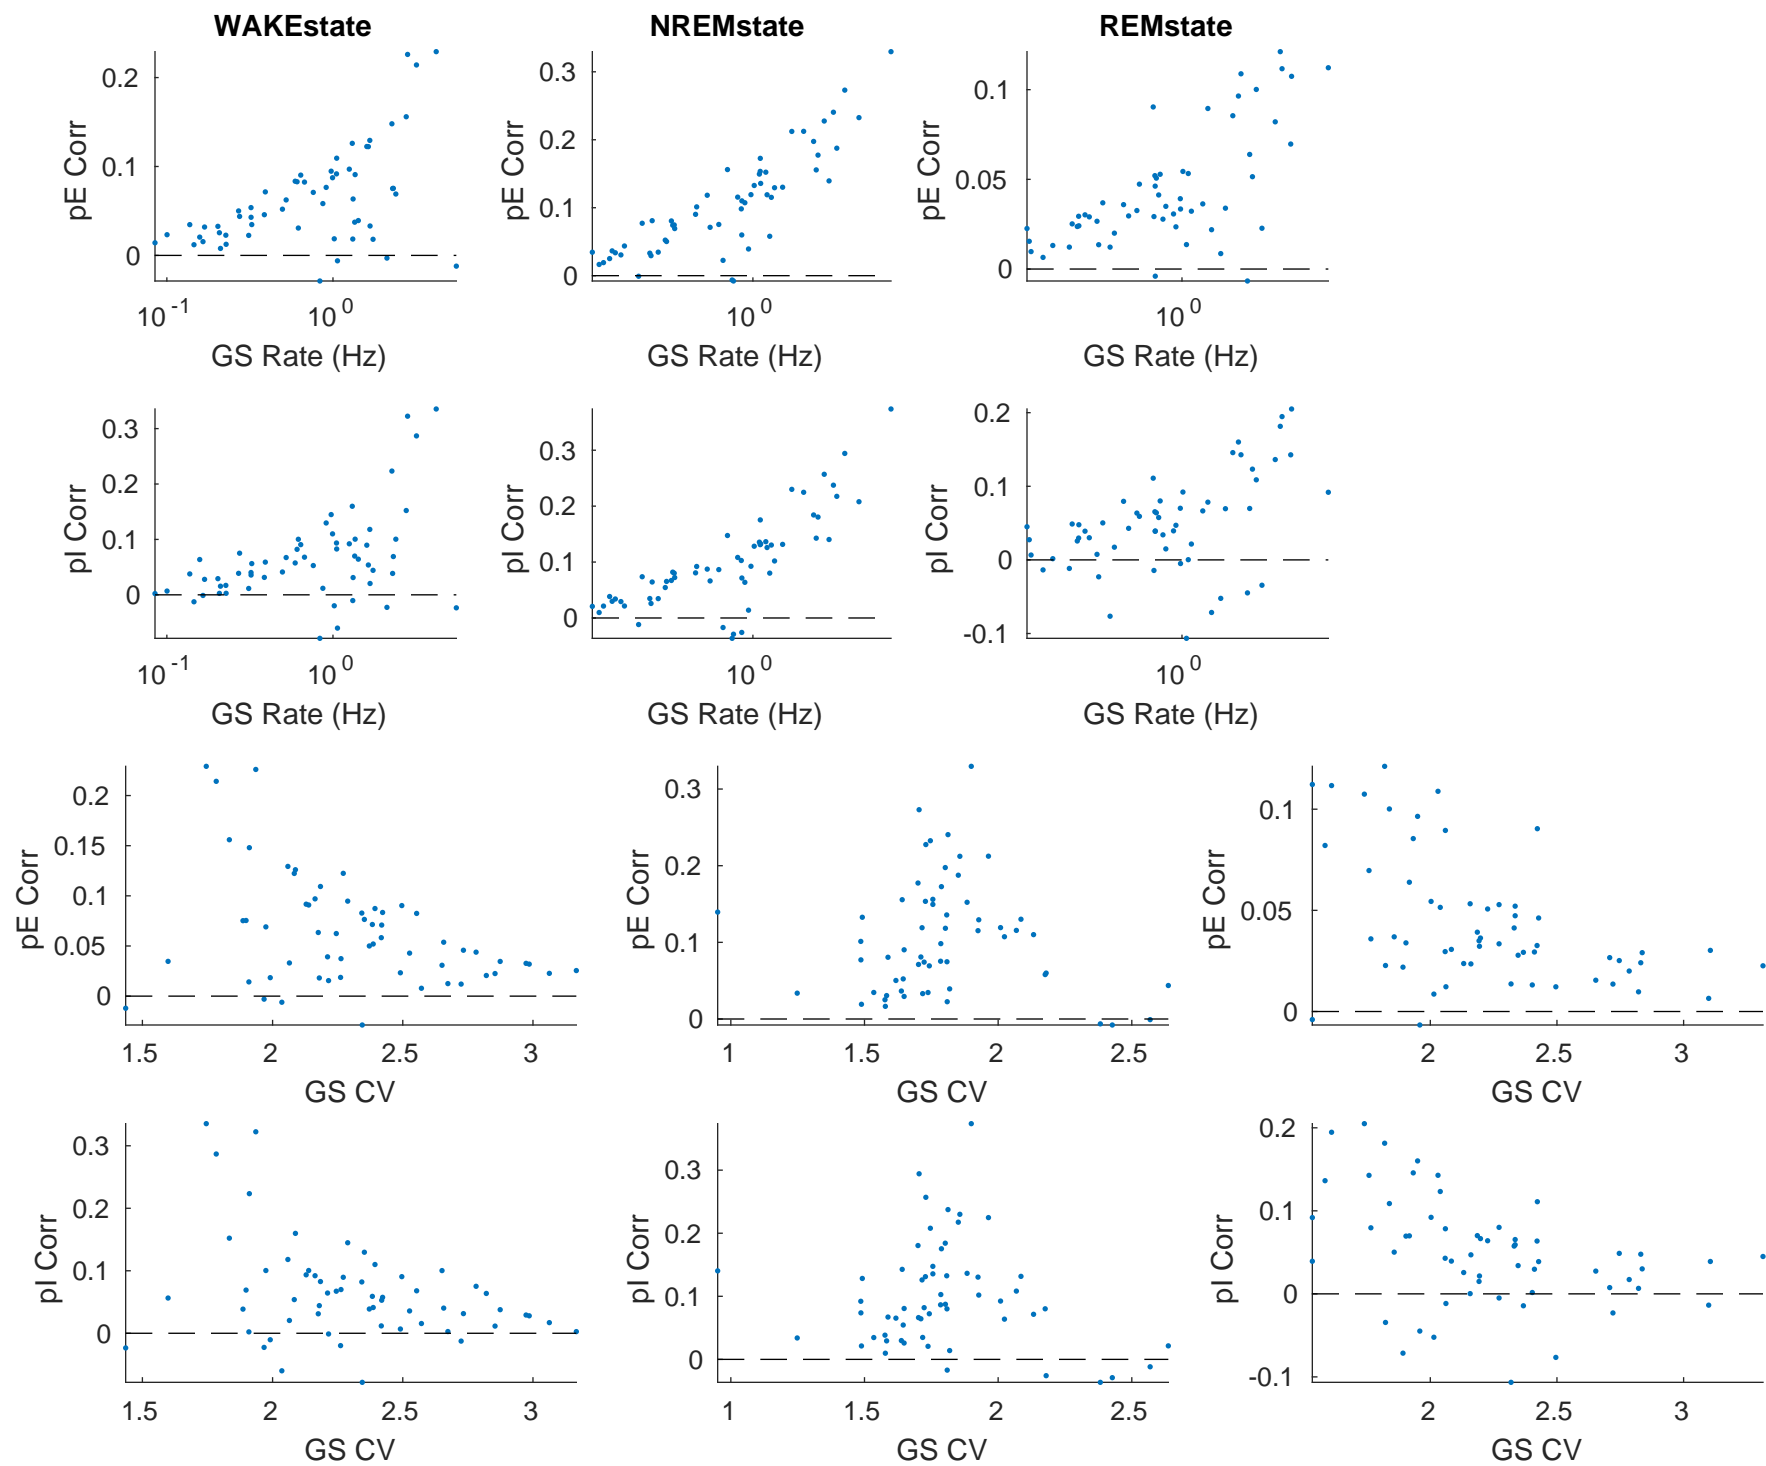 WAKEstate NREMstate REMstate
0.2 0.3 0.1
pE Corr pE Corr pE Corr
0.2
0.1 0.05
0.1
0 0 0
10^-1 10^0 10^0 10^0
GS Rate (Hz) GS Rate (Hz) GS Rate (Hz)
0.3 0.3 0.2
pI Corr pI Corr pI Corr
0.2 0.2 0.1
0.1 0.1 0
0 0 -0.1
10^-1 10^0 10^0 10^0
GS Rate (Hz) GS Rate (Hz) GS Rate (Hz)
0.2 0.3 0.1
0.15 0.2
pE Corr pE Corr pE Corr
0.1 0.05
0.05 0.1
0 0 0
1.5 2 2.5 3 1 1.5 2 2.5 2 2.5 3
GS CV GS CV GS CV
0.3 0.3 0.2
pI Corr pI Corr pI Corr
0.2 0.2 0.1
0.1 0.1 0
0 0 -0.1
1.5 2 2.5 3 1 1.5 2 2.5 2 2.5 3
GS CV GS CV GS CV